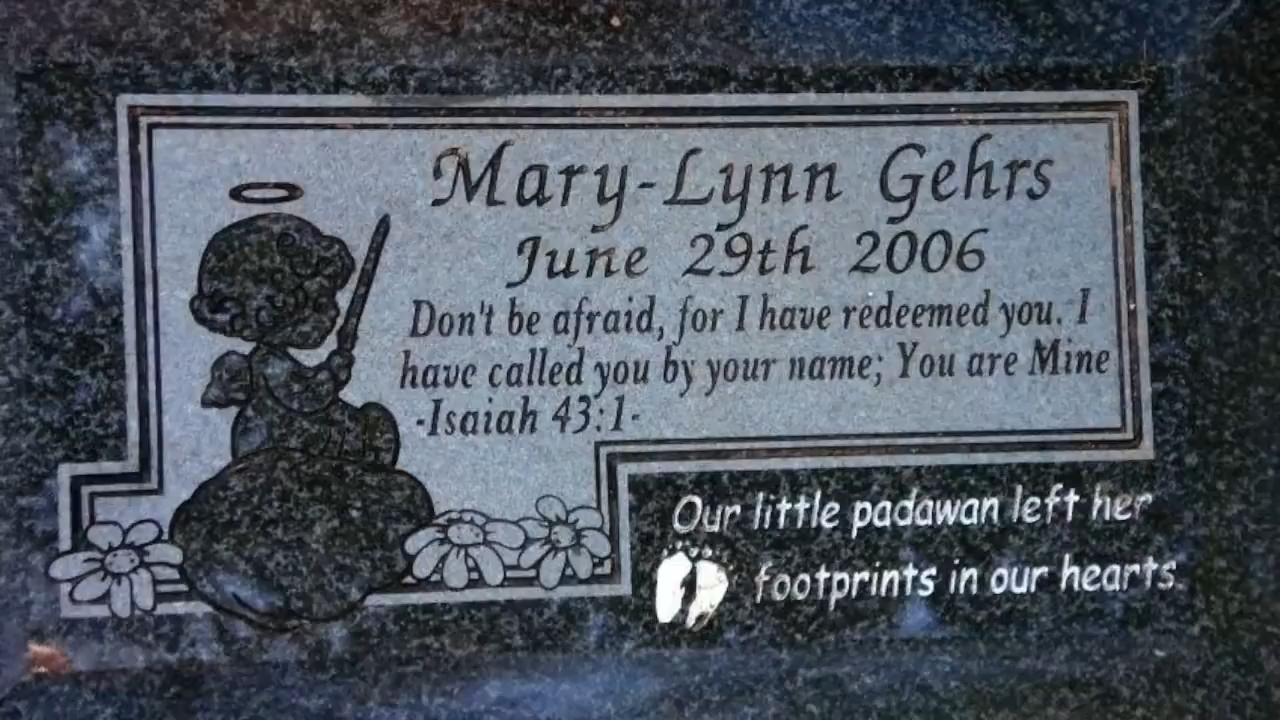 Mary-Lynn Gehrs
June 29th 2006
Don't be afraid, for I have redeemed you. I
have called you by your name; You are Mine
-Isaiah 43:1-
Our little padawan left her
footprints in our hearts.